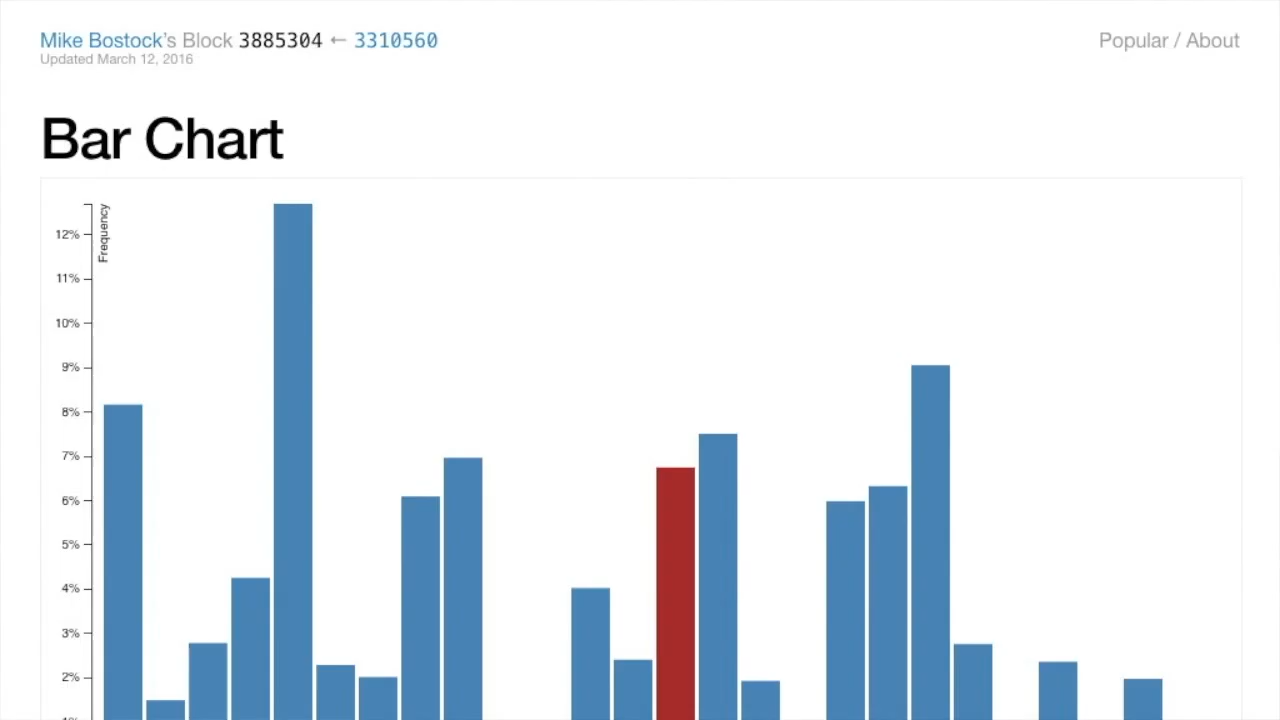 Mike Bostock's Block 3885304 ← 3310560
Popular / About
Updated March 12, 2016
Bar Chart
Frequency
12%
11%
10%
9%
8%
7%
6%
5%
4%
3%
2%